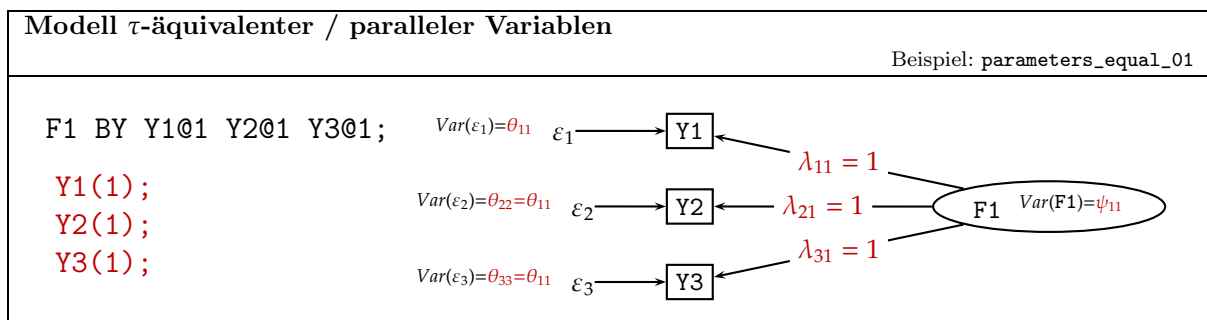 Modell τ-äquivalenter / paralleler Variablen
Beispiel: parameters_equal_01
F1 BY Y1@1 Y2@1 Y3@1;
Y1(1);
Y2(1);
Y3(1);
Var(ε₁)=θ₁₁ ε₁ Y1
λ₁₁ = 1
Var(ε₂)=θ₂₂=θ₁₁ ε₂ Y2 λ₂₁ = 1 F1 Var(F1)=ψ₁₁
λ₃₁ = 1
Var(ε₃)=θ₃₃=θ₁₁ ε₃ Y3